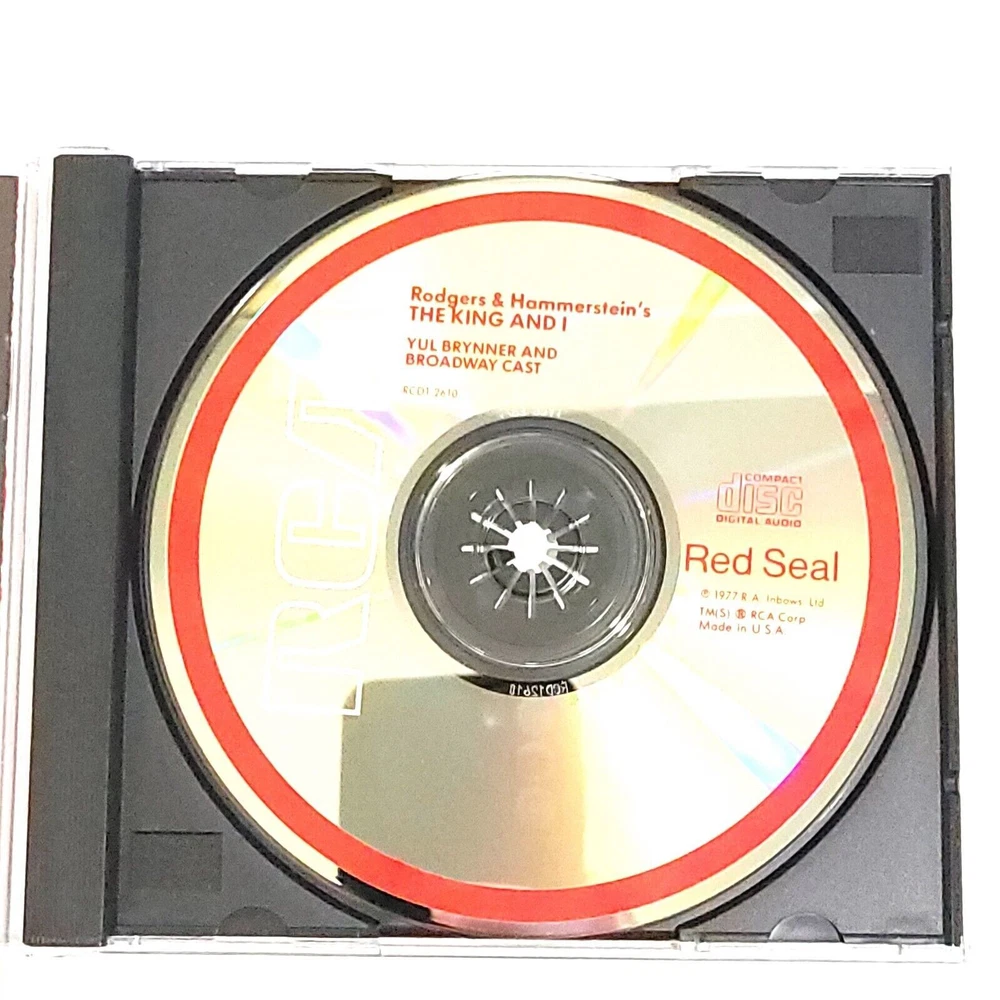 Rodgers & Hammerstein's
THE KING AND I
YUL BRYNNER AND
BROADWAY CAST
RCD1-2610
RCA
COMPACT
disc
DIGITAL AUDIO
Red Seal
℗ 1977 R.A. Inbows, Ltd
TM(S) ® RCA Corp
Made in U.S.A.
RCD12610